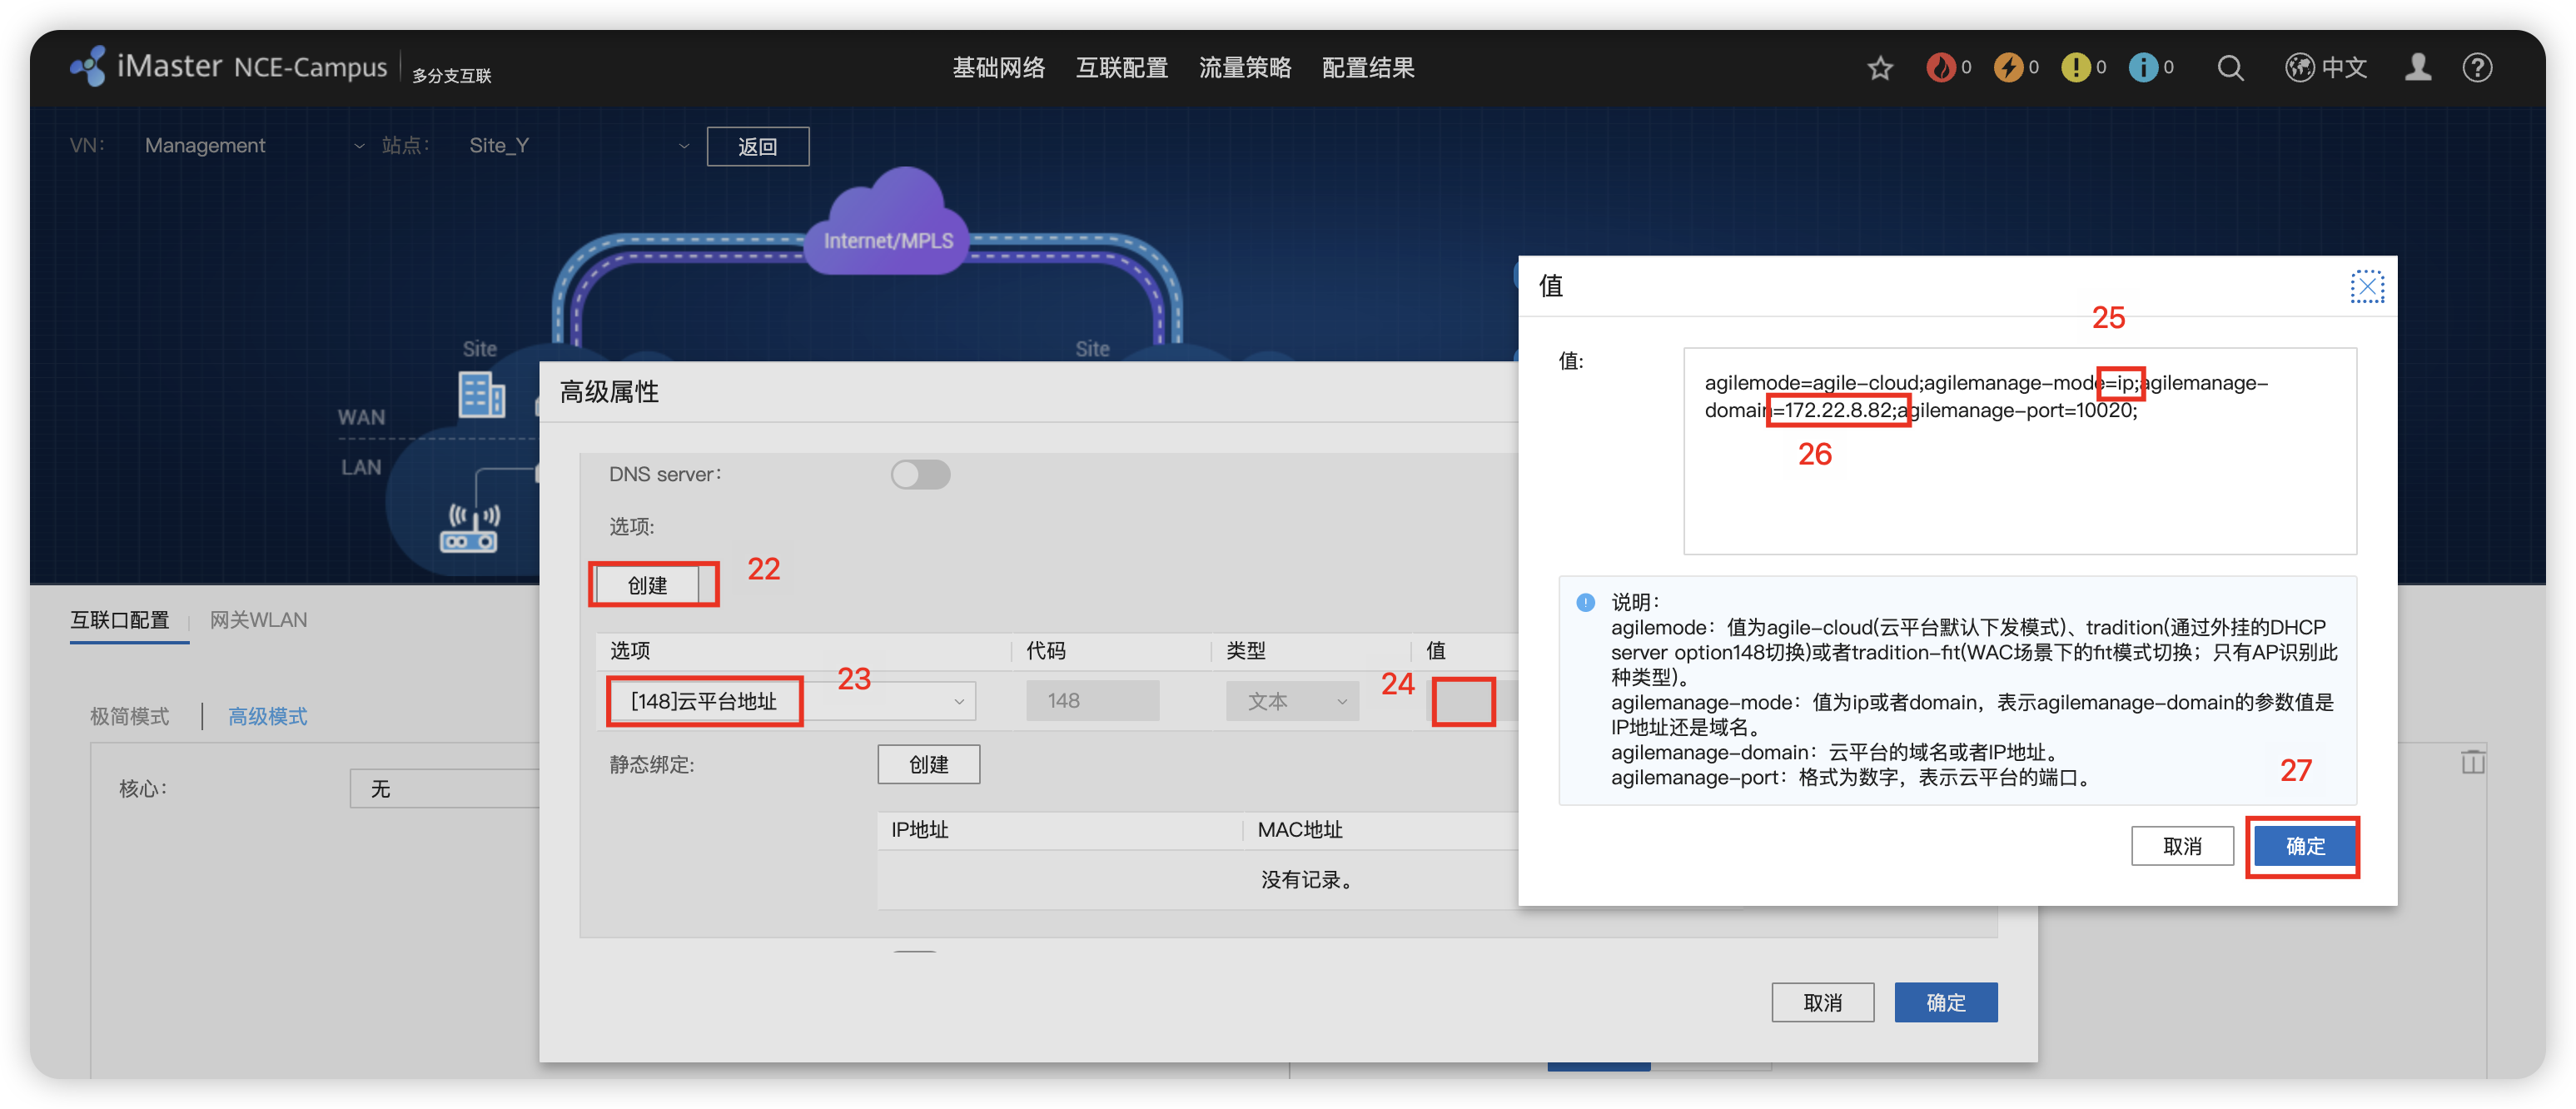 iMaster NCE-Campus 多分支互联
基础网络 互联配置 流量策略 配置结果
0 0 0 0 中文
VN: Management 站点: Site_Y 返回
Internet/MPLS
Site
Site
WAN
LAN
互联口配置 网关WLAN
极简模式 高级模式
核心: 无
高级属性
DNS server:
选项:
创建 22
选项 代码 类型 值
[148]云平台地址 23 148 文本 24
静态绑定: 创建
IP地址 MAC地址
没有记录。
取消 确定
值
25
值:
agilemode=agile-cloud;agilemanage-mode=ip;agilemanage-
domain=172.22.8.82;agilemanage-port=10020;
26
说明:
agilemode：值为agile-cloud(云平台默认下发模式)、tradition(通过外挂的DHCP
server option148切换)或者tradition-fit(WAC场景下的fit模式切换；只有AP识别此
种类型)。
agilemanage-mode：值为ip或者domain，表示agilemanage-domain的参数值是
IP地址还是域名。
agilemanage-domain：云平台的域名或者IP地址。
agilemanage-port：格式为数字，表示云平台的端口。
27
取消 确定